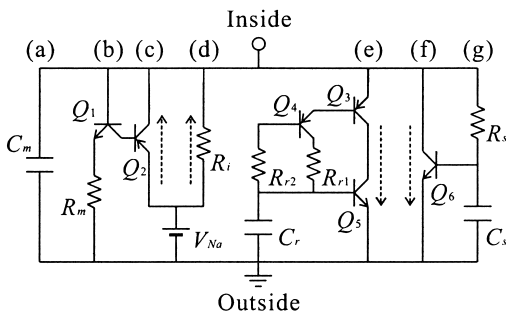 Inside
(a) (b) (c) (d) (e) (f) (g)
Q1 Q4 Q3
Cm Q2 Ri Rs
Rr2 Rr1 Q6
Rm Q5
VNa Cr Cs
Outside